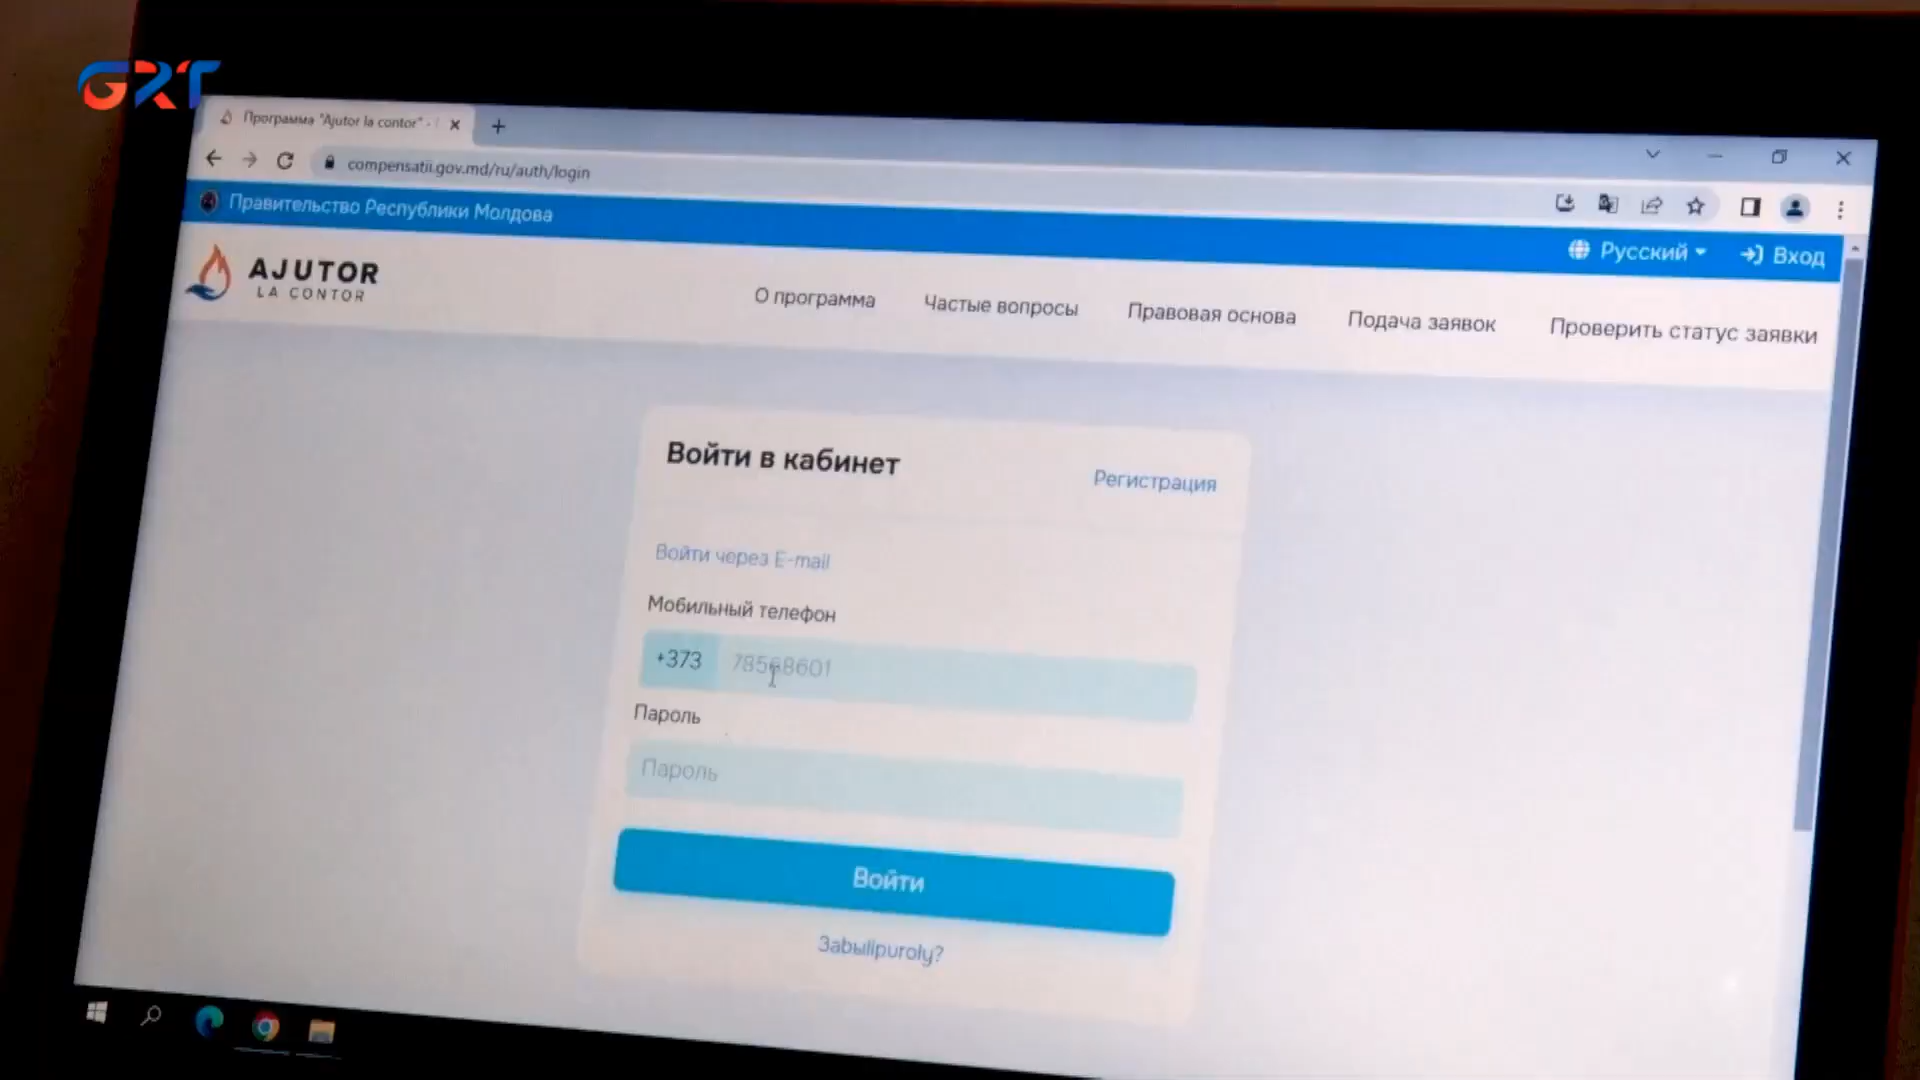 GRT
Программа "Ajutor la contor" -
compensatii.gov.md/ru/auth/login
Правительство Республики Молдова
Русский
Вход
AJUTOR
LA CONTOR
О программа
Частые вопросы
Правовая основа
Подача заявок
Проверить статус заявки
Войти в кабинет
Регистрация
Войти через E-mail
Мобильный телефон
+373
Пароль
Пароль
Войти